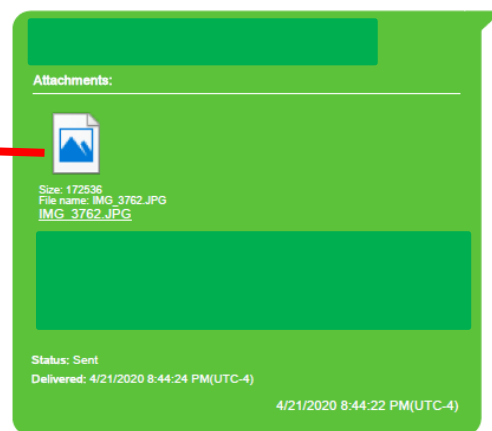 Attachments:
Size: 172536
File name: IMG_3762.JPG
IMG_3762.JPG
Status: Sent
Delivered: 4/21/2020 8:44:24 PM(UTC-4)
4/21/2020 8:44:22 PM(UTC-4)